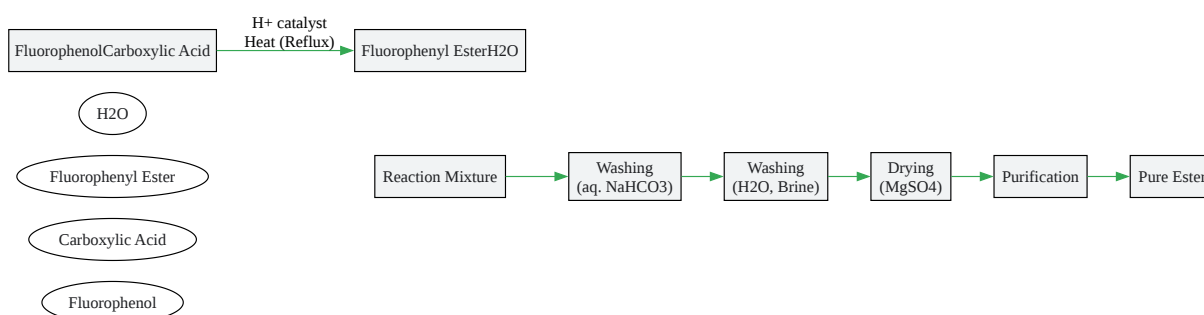 H+ catalyst
Heat (Reflux)
FluorophenolCarboxylic Acid
Fluorophenyl EsterH2O
H2O
Fluorophenyl Ester
Reaction Mixture
Washing
(aq. NaHCO3)
Washing
(H2O, Brine)
Drying
(MgSO4)
Purification
Pure Ester
Carboxylic Acid
Fluorophenol